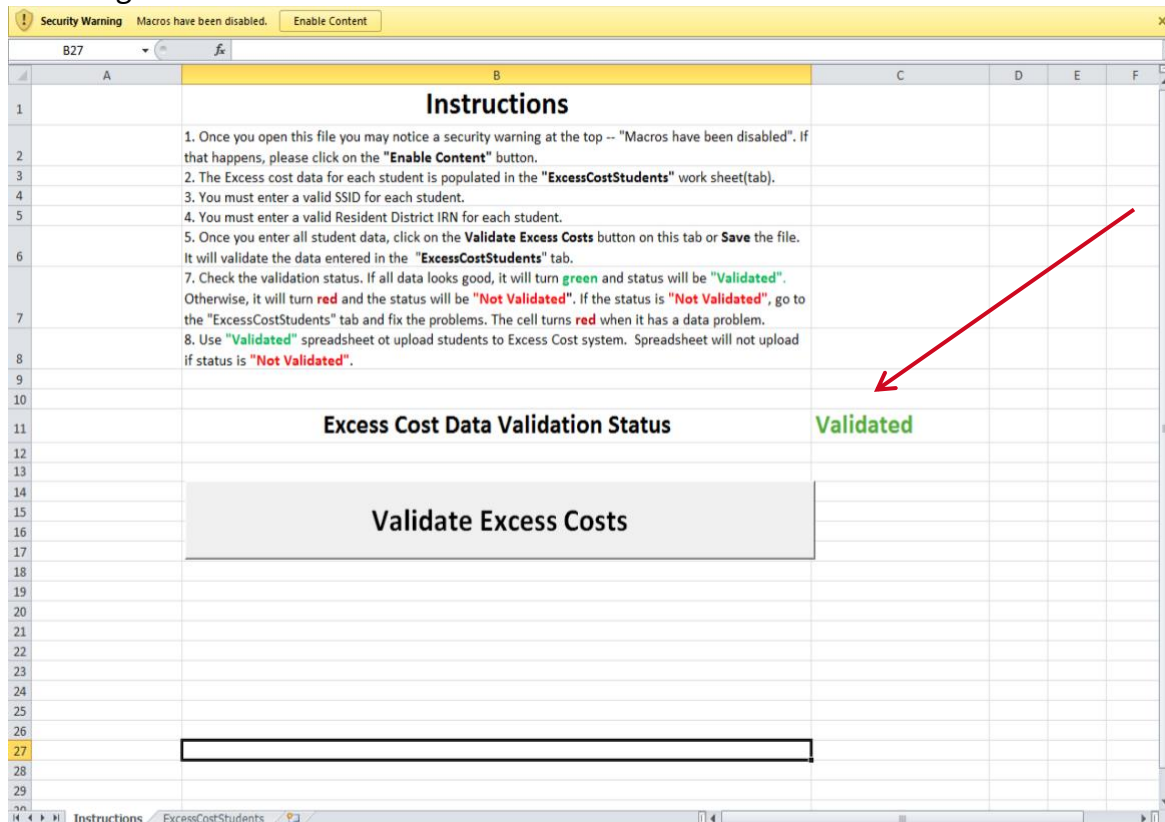 Security Warning Macros have been disabled. Enable Content
B27 fx
A B C D E F
1 Instructions
1. Once you open this file you may notice a security warning at the top -- "Macros have been disabled". If
2 that happens, please click on the "Enable Content" button.
3 2. The Excess cost data for each student is populated in the "ExcessCostStudents" work sheet(tab).
4 3. You must enter a valid SSID for each student.
5 4. You must enter a valid Resident District IRN for each student.
5. Once you enter all student data, click on the Validate Excess Costs button on this tab or Save the file.
6 It will validate the data entered in the "ExcessCostStudents" tab.
7. Check the validation status. If all data looks good, it will turn green and status will be "Validated".
Otherwise, it will turn red and the status will be "Not Validated". If the status is "Not Validated", go to
7 the "ExcessCostStudents" tab and fix the problems. The cell turns red when it has a data problem.
8. Use "Validated" spreadsheet ot upload students to Excess Cost system. Spreadsheet will not upload
8 if status is "Not Validated".
9
10
11 Excess Cost Data Validation Status Validated
12
13
14
15 Validate Excess Costs
16
17
18
19
20
21
22
23
24
25
26
27
28
29
Instructions ExcessCostStudents